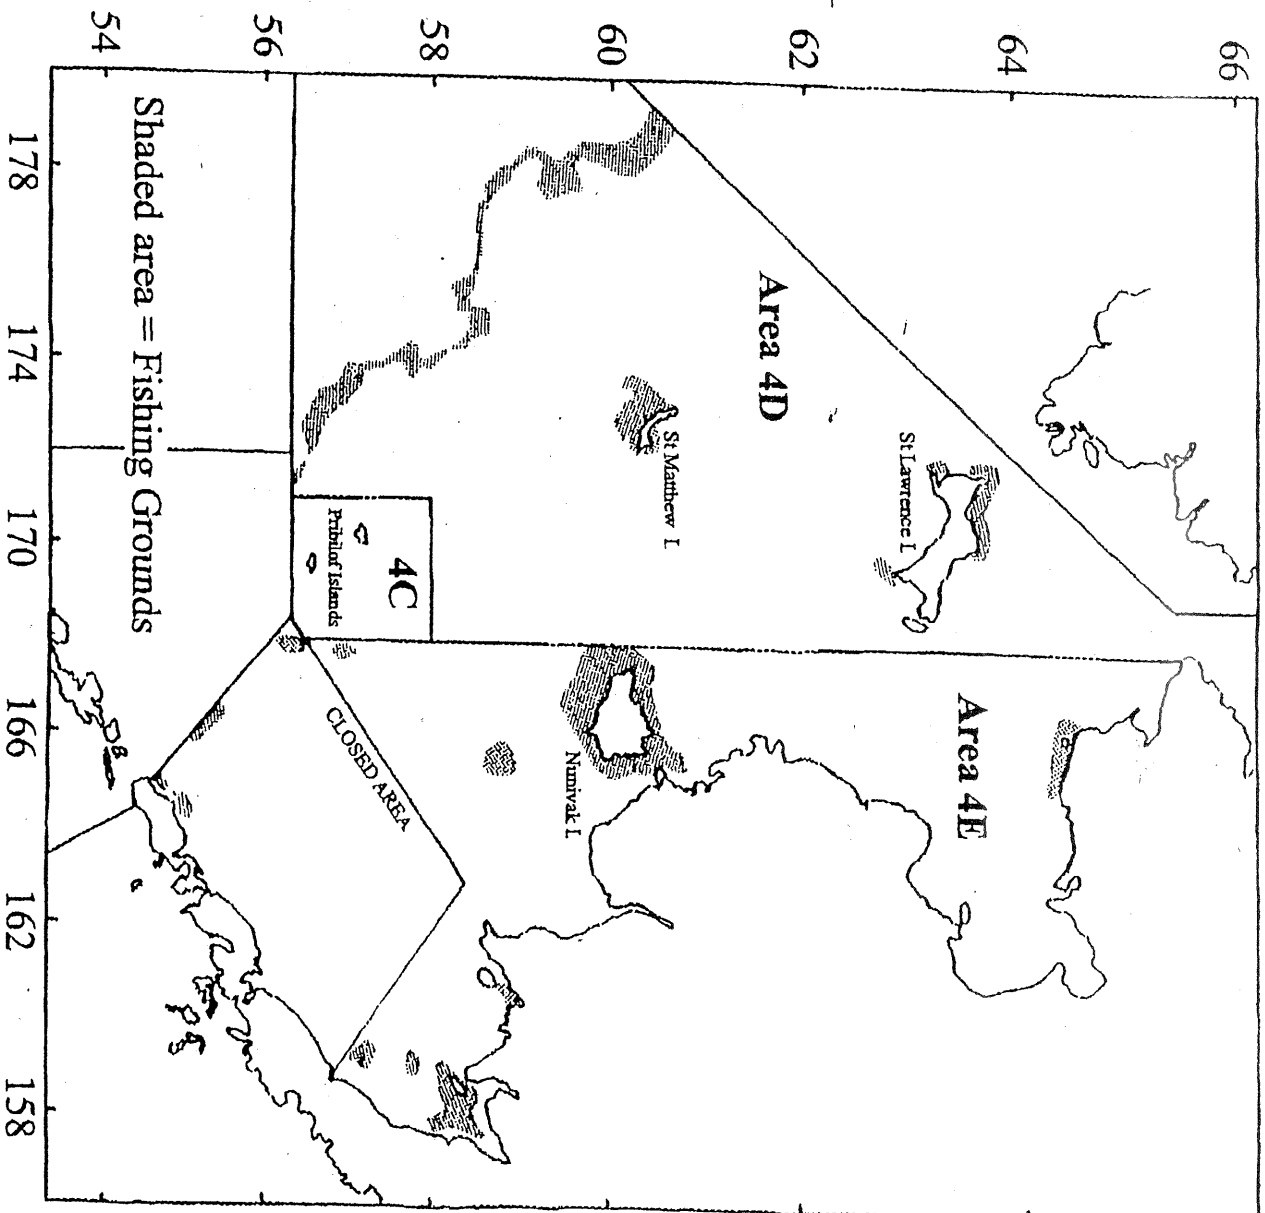 66
64
62
60
58
56
54
178
174
170
166
162
158
Area 4D
St Lawrence I.
St Matthew I.
Area 4E
Nunivak I.
4C
Pribilof Islands
CLOSED AREA
Shaded area = Fishing Grounds